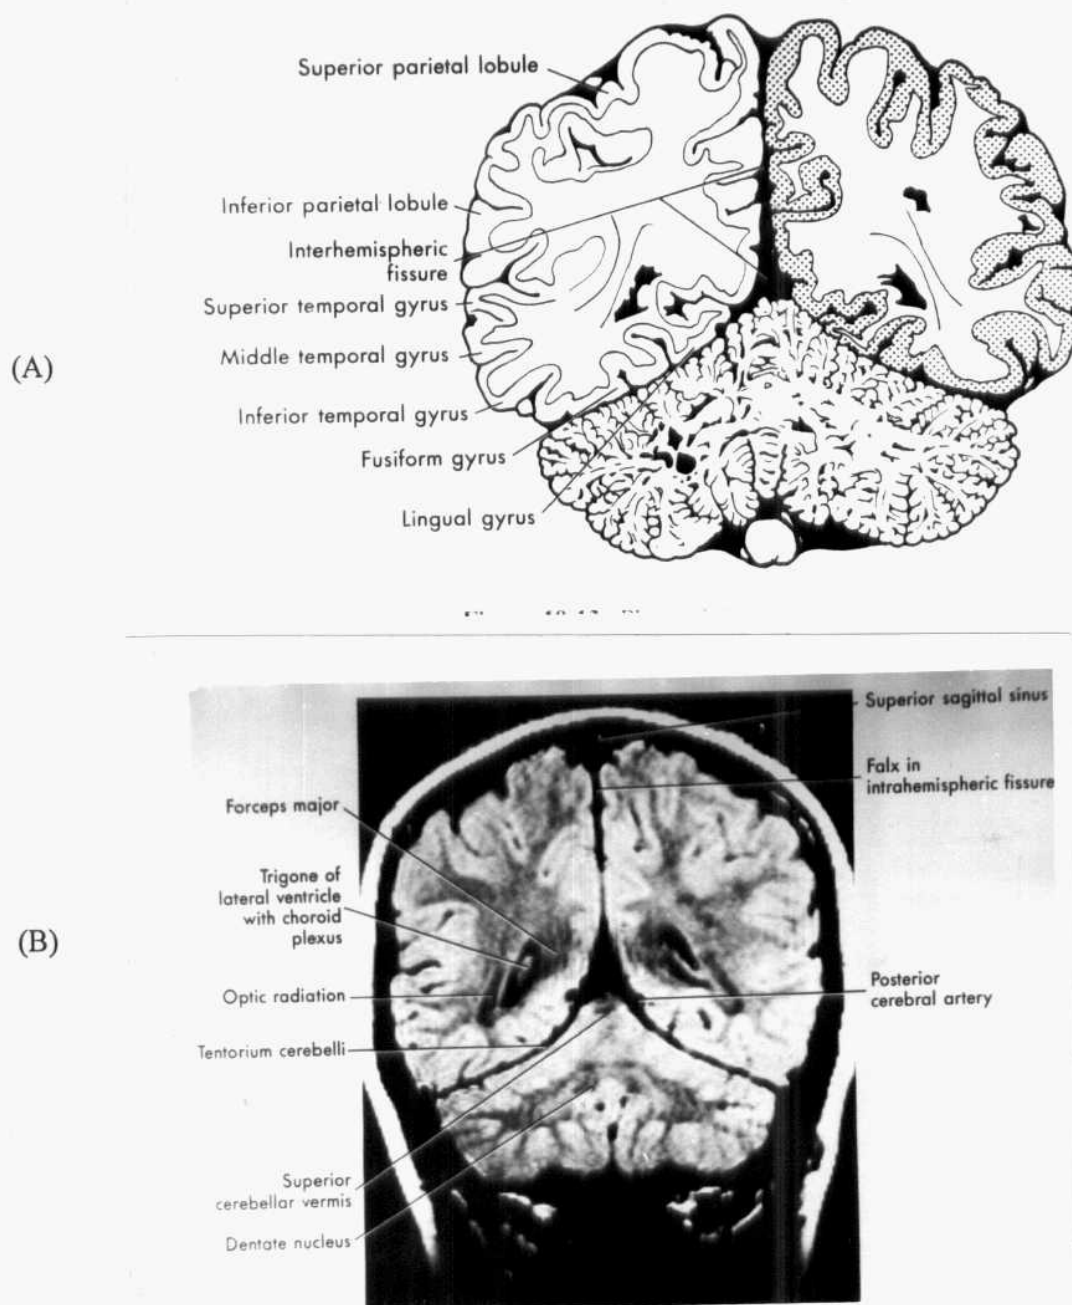 Superior parietal lobule
Inferior parietal lobule
Interhemispheric
fissure
Superior temporal gyrus
Middle temporal gyrus
(A)
Inferior temporal gyrus
Fusiform gyrus
Lingual gyrus
Superior sagittal sinus
Falx in
intrahemispheric fissure
Forceps major
Trigone of
lateral ventricle
with choroid
plexus
(B)
Posterior
cerebral artery
Optic radiation
Tentorium cerebelli
Superior
cerebellar vermis
Dentate nucleus